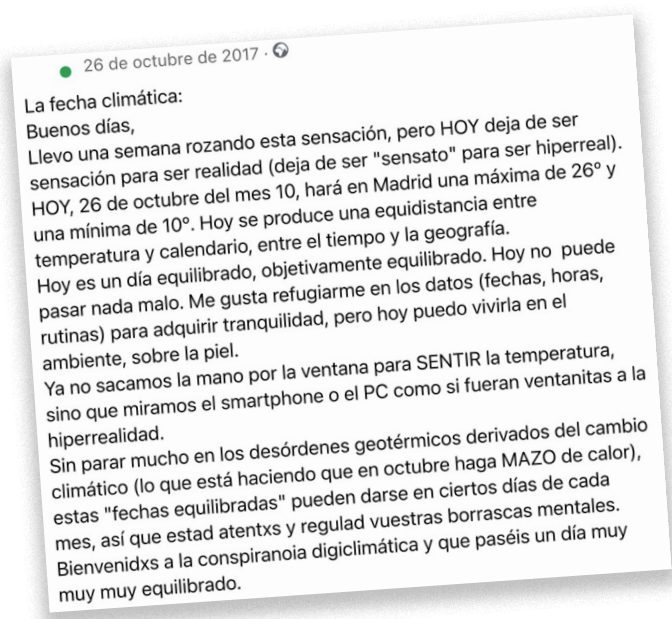 26 de octubre de 2017 ·
La fecha climática:
Buenos días,
Llevo una semana rozando esta sensación, pero HOY deja de ser
sensación para ser realidad (deja de ser "sensato" para ser hiperreal).
HOY, 26 de octubre del mes 10, hará en Madrid una máxima de 26º y
una mínima de 10º. Hoy se produce una equidistancia entre
temperatura y calendario, entre el tiempo y la geografía.
Hoy es un día equilibrado, objetivamente equilibrado. Hoy no puede
pasar nada malo. Me gusta refugiarme en los datos (fechas, horas,
rutinas) para adquirir tranquilidad, pero hoy puedo vivirla en el
ambiente, sobre la piel.
Ya no sacamos la mano por la ventana para SENTIR la temperatura,
sino que miramos el smartphone o el PC como si fueran ventanitas a la
hiperrealidad.
Sin parar mucho en los desórdenes geotérmicos derivados del cambio
climático (lo que está haciendo que en octubre haga MAZO de calor),
estas "fechas equilibradas" pueden darse en ciertos días de cada
mes, así que estad atentxs y regulad vuestras borrascas mentales.
Bienvenidxs a la conspiranoia digiclimática y que paséis un día muy
muy muy equilibrado.